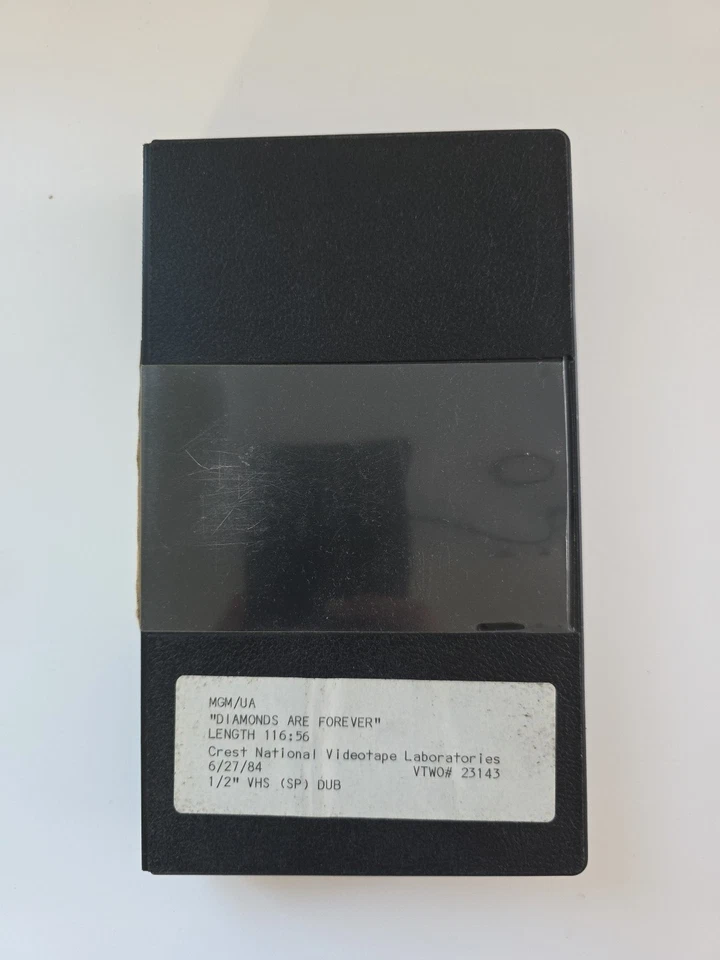 MGM/UA
"DIAMONDS ARE FOREVER"
LENGTH 116:56
Crest National Videotape Laboratories
6/27/84 VTWO# 23143
1/2" VHS (SP) DUB